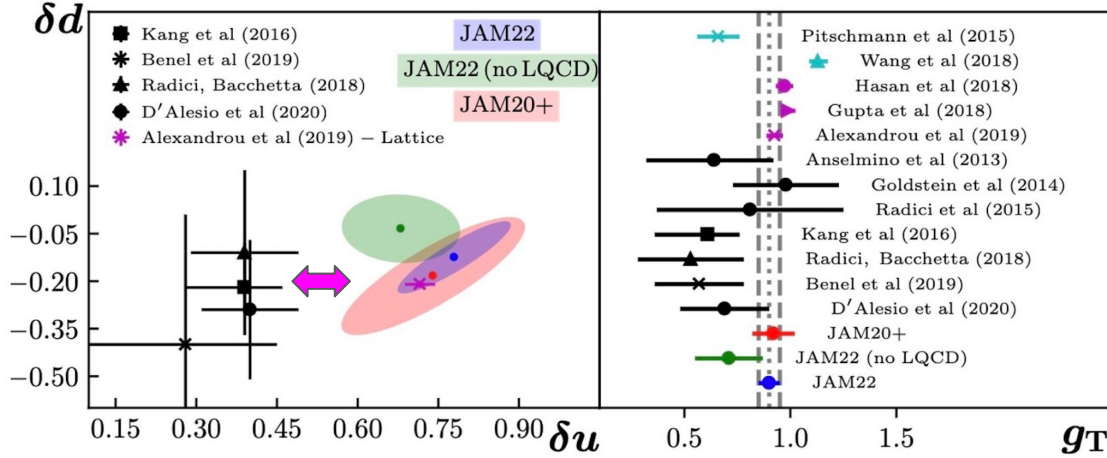 δd
Kang et al (2016)
Benel et al (2019)
Radici, Bacchetta (2018)
D′Alesio et al (2020)
Alexandrou et al (2019) − Lattice
JAM22
JAM22 (no LQCD)
JAM20+
0.10
−0.05
−0.20
−0.35
−0.50
0.15 0.30 0.45 0.60 0.75 0.90
δu
Pitschmann et al (2015)
Wang et al (2018)
Hasan et al (2018)
Gupta et al (2018)
Alexandrou et al (2019)
Anselmino et al (2013)
Goldstein et al (2014)
Radici et al (2015)
Kang et al (2016)
Radici, Bacchetta (2018)
Benel et al (2019)
D′Alesio et al (2020)
JAM20+
JAM22 (no LQCD)
JAM22
0.5 1.0 1.5
gT